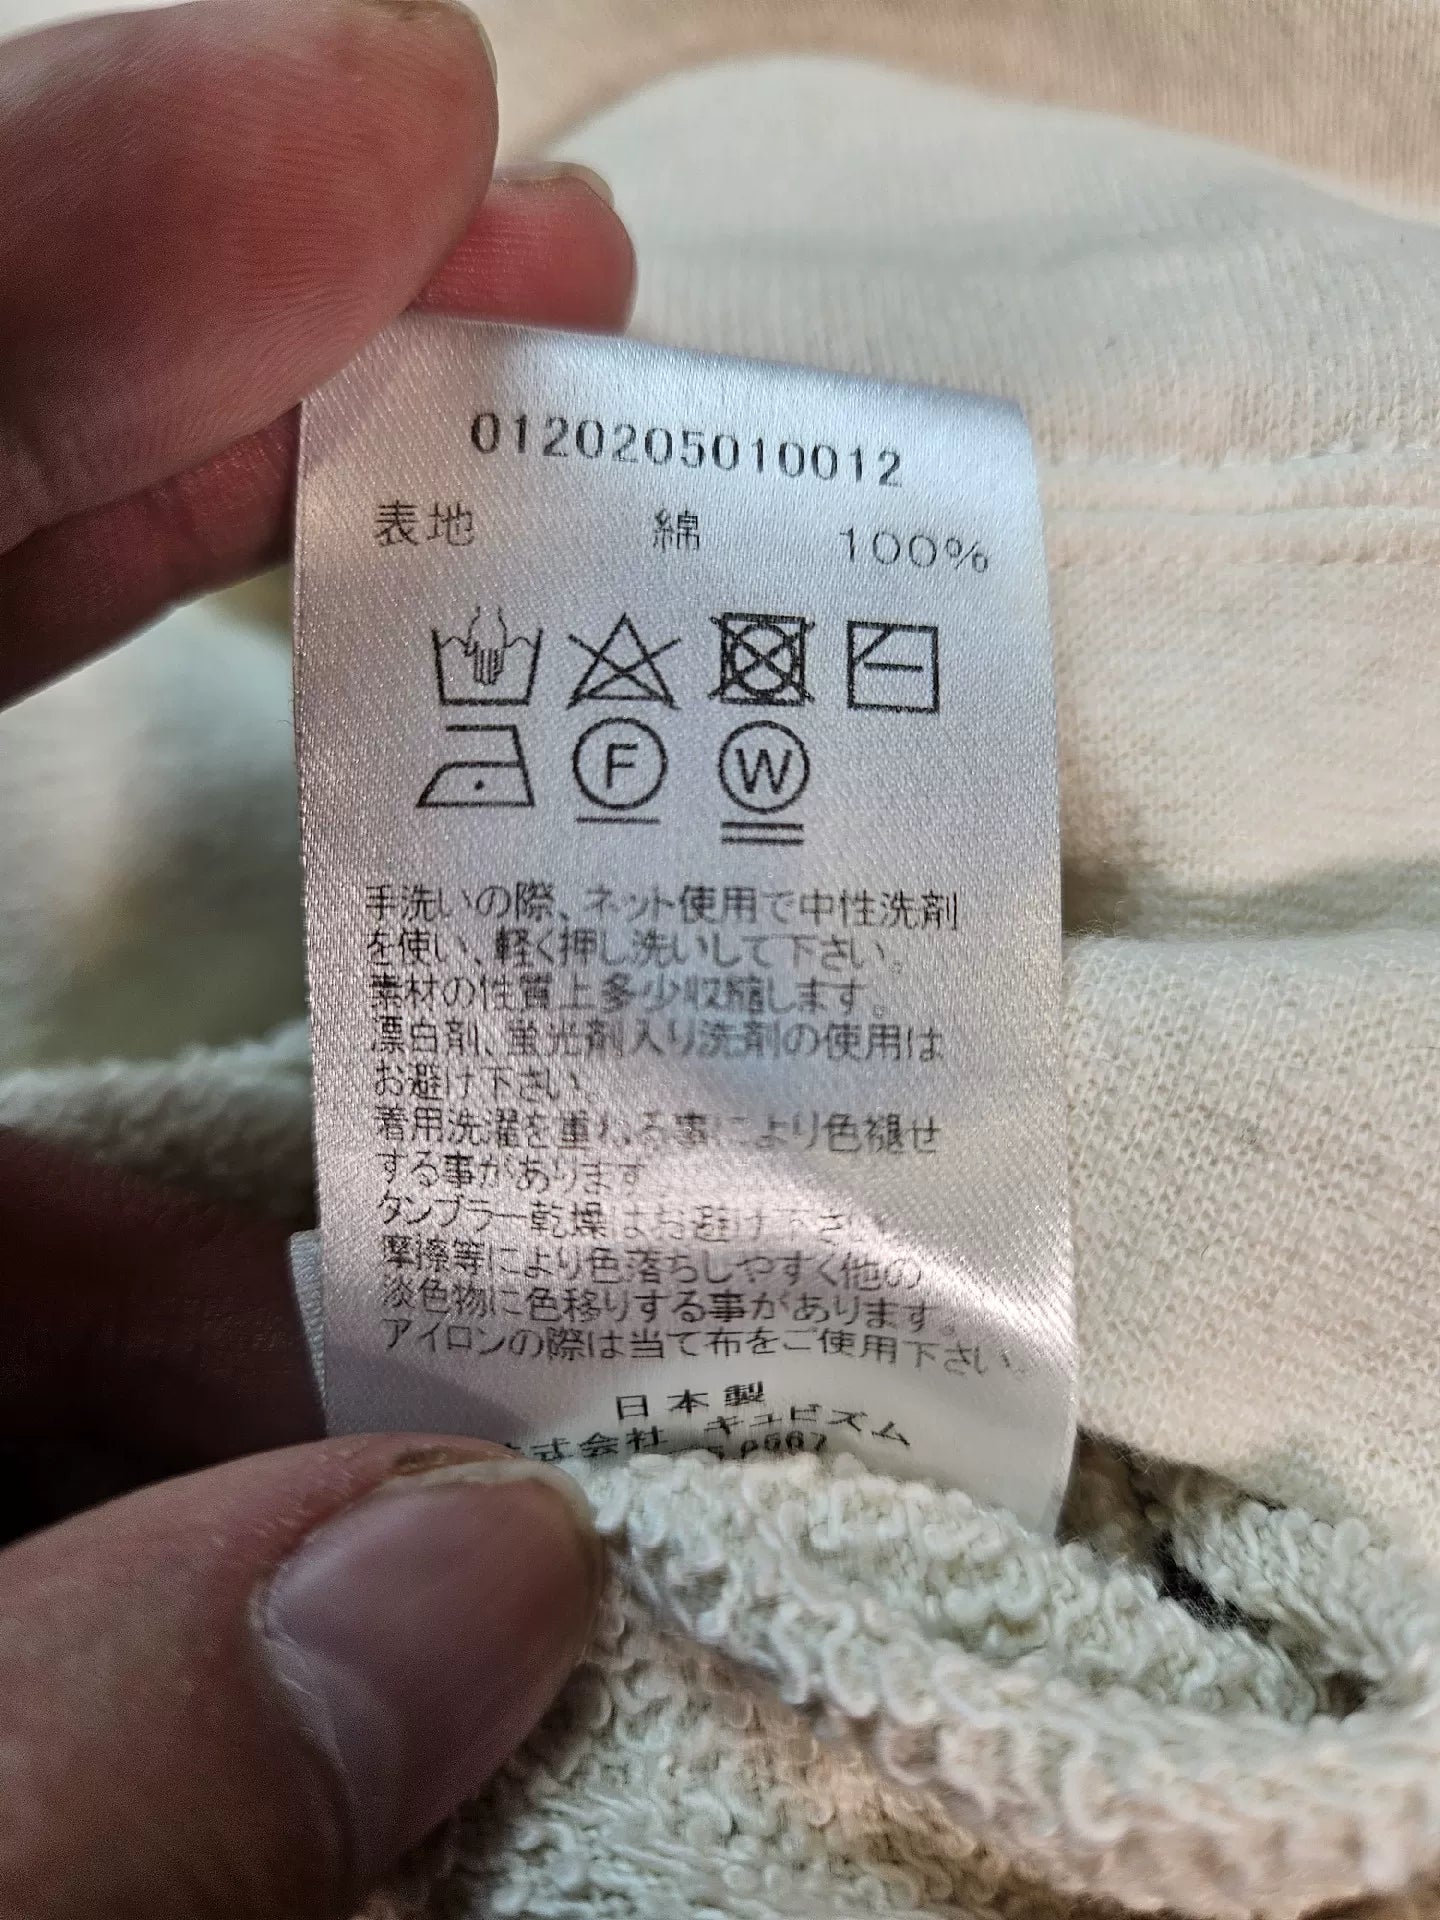 0120205010012
表地 綿 100%
F W
手洗いの際、ネット使用で中性洗剤
を使い、軽く押し洗いして下さい。
素材の性質上多少収縮します。
漂白剤、蛍光剤入り洗剤の使用は
お避け下さい
着用洗濯を重ねる事により色褪せ
する事があります
タンブラー乾燥はお避け下さい
摩擦等により色落ちしやすく他の
淡色物に色移りする事があります。
アイロンの際は当て布をご使用下さい。
日本製
式会社 キュビズム